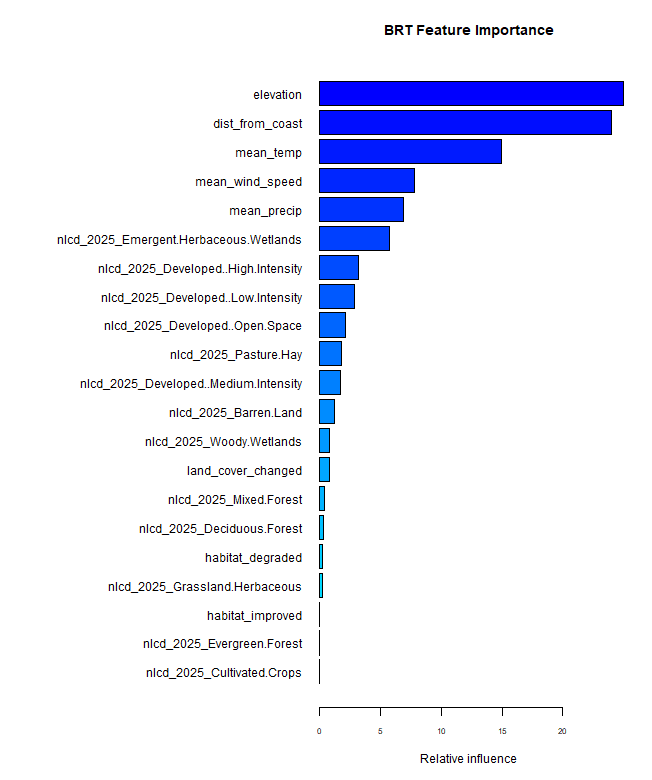 BRT Feature Importance
elevation
dist_from_coast
mean_temp
mean_wind_speed
mean_precip
nlcd_2025_Emergent.Herbaceous.Wetlands
nlcd_2025_Developed..High.Intensity
nlcd_2025_Developed..Low.Intensity
nlcd_2025_Developed..Open.Space
nlcd_2025_Pasture.Hay
nlcd_2025_Developed..Medium.Intensity
nlcd_2025_Barren.Land
nlcd_2025_Woody.Wetlands
land_cover_changed
nlcd_2025_Mixed.Forest
nlcd_2025_Deciduous.Forest
habitat_degraded
nlcd_2025_Grassland.Herbaceous
habitat_improved
nlcd_2025_Evergreen.Forest
nlcd_2025_Cultivated.Crops
0 5 10 15 20
Relative influence